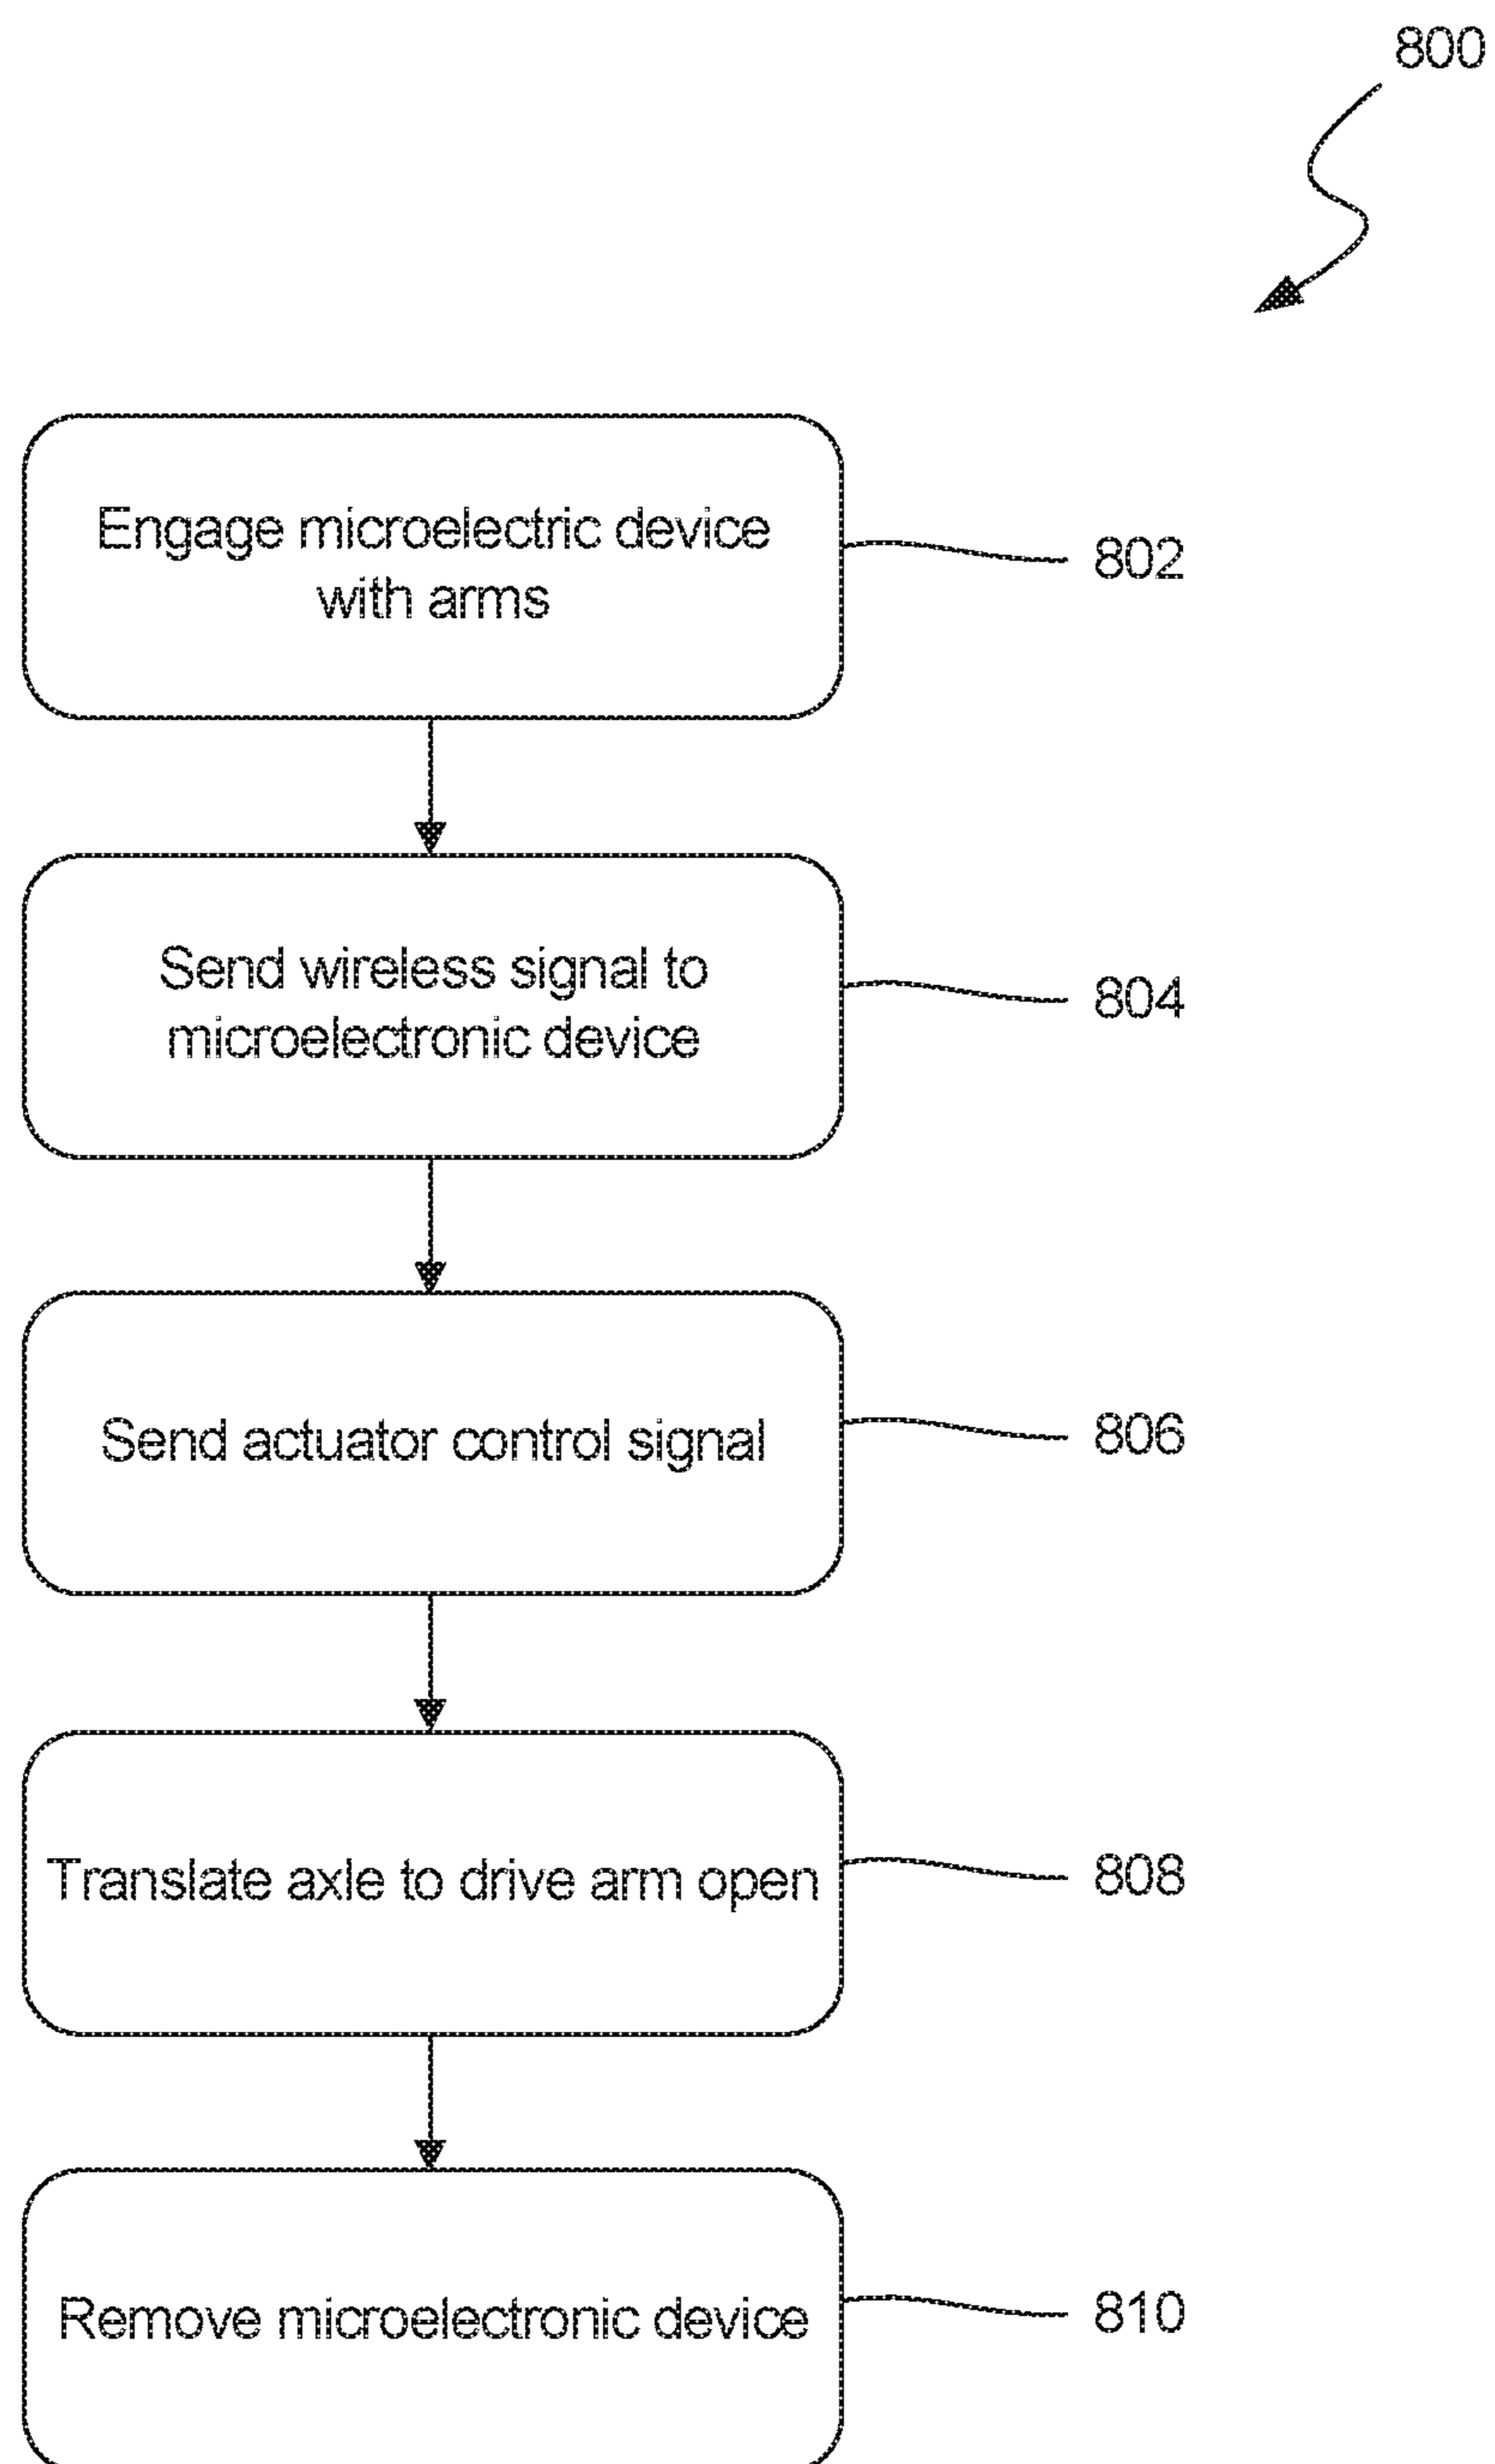 800
Engage microelectric device
with arms
802
Send wireless signal to
microelectronic device
804
Send actuator control signal
806
Translate axle to drive arm open
808
Remove microelectronic device
810